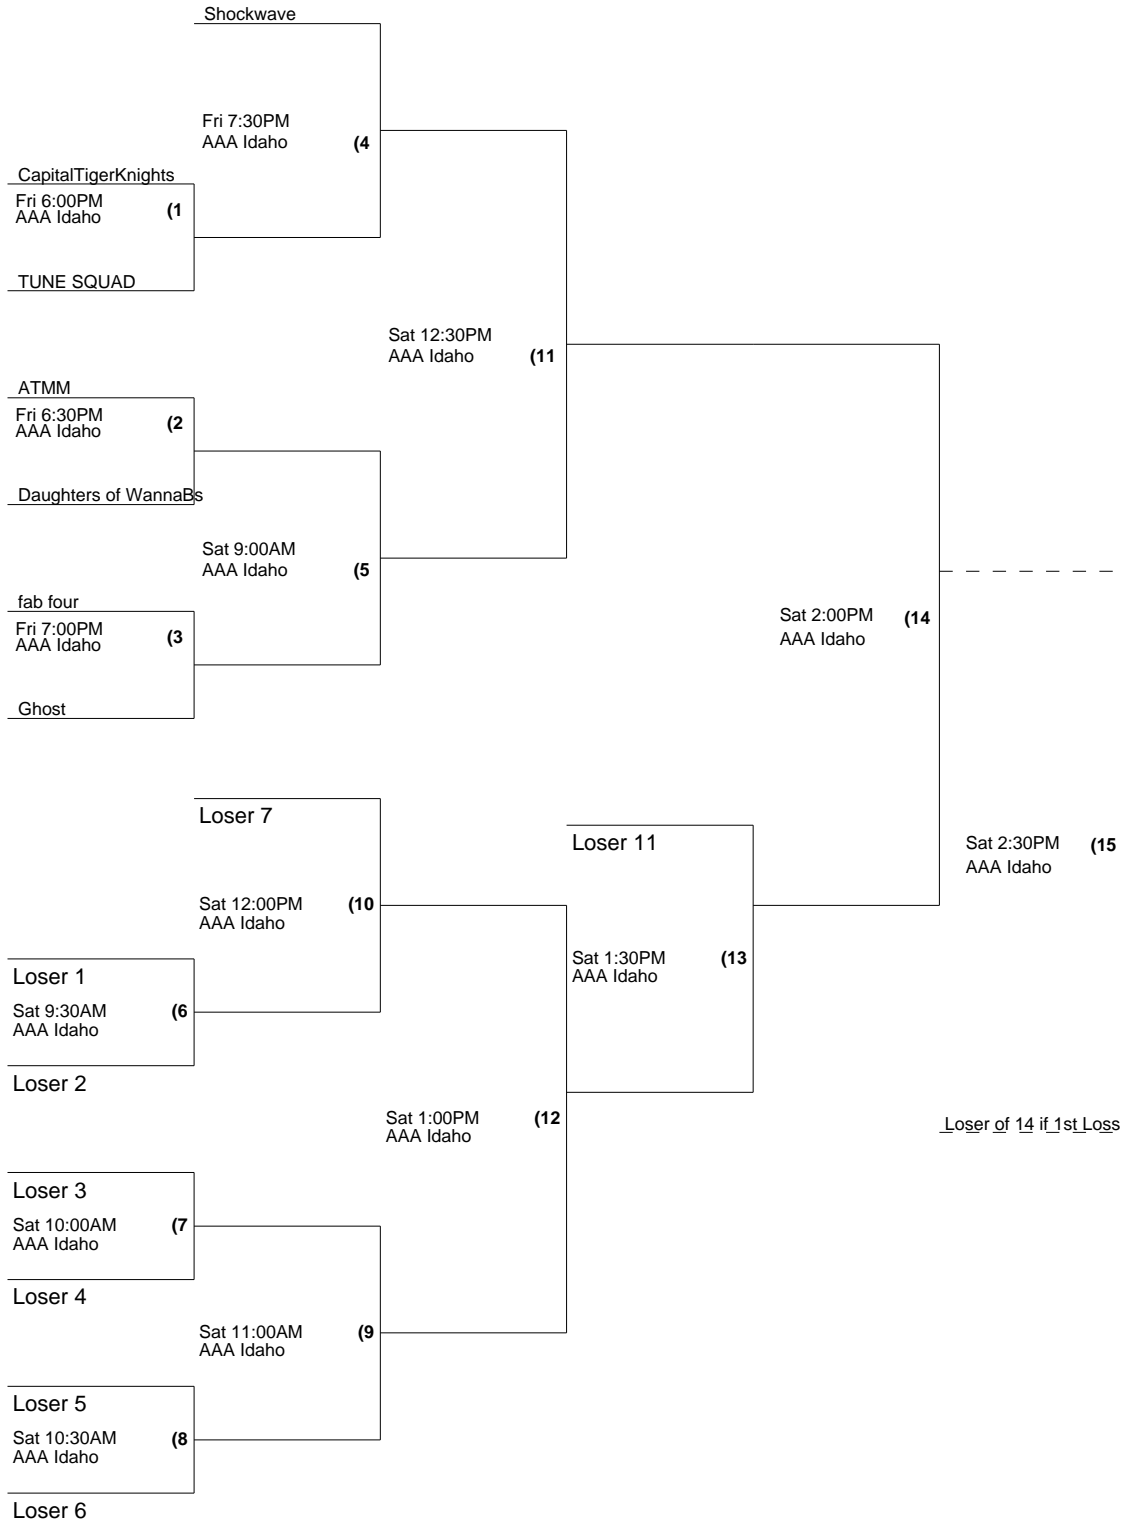 Shockwave
Fri 7:30PM
AAA Idaho (4
CapitalTigerKnights
Fri 6:00PM
AAA Idaho (1
TUNE SQUAD
Sat 12:30PM
AAA Idaho (11
ATMM
Fri 6:30PM
AAA Idaho (2
Daughters of WannaBs
Sat 9:00AM
AAA Idaho (5
fab four
Fri 7:00PM
AAA Idaho (3
Ghost
Sat 2:00PM (14
AAA Idaho
Loser 7
Loser 11
Sat 2:30PM (15
AAA Idaho
Sat 12:00PM (10
AAA Idaho
Sat 1:30PM (13
AAA Idaho
Loser 1
Sat 9:30AM (6
AAA Idaho
Loser 2
Sat 1:00PM (12
AAA Idaho
Loser of 14 if 1st Loss
Loser 3
Sat 10:00AM (7
AAA Idaho
Loser 4
Sat 11:00AM (9
AAA Idaho
Loser 5
Sat 10:30AM (8
AAA Idaho
Loser 6